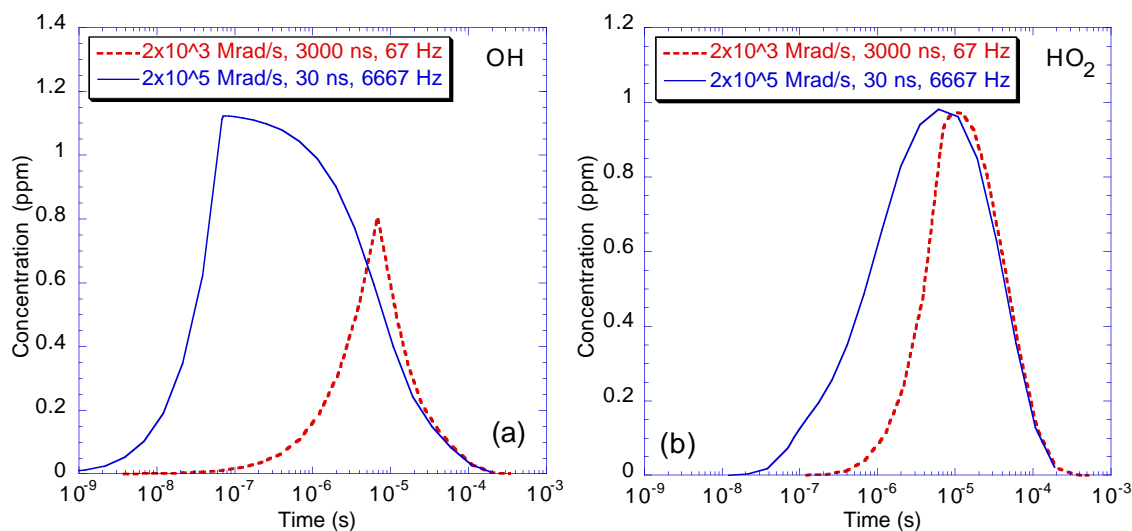 1.4
1.2
1
0.8
0.6
0.4
0.2
0
Concentration (ppm)
2x10^3 Mrad/s, 3000 ns, 67 Hz
2x10^5 Mrad/s, 30 ns, 6667 Hz
OH
(a)
10-9 10-8 10-7 10-6 10-5 10-4 10-3
Time (s)
1.2
1
0.8
0.6
0.4
0.2
0
Concentration (ppm)
2x10^3 Mrad/s, 3000 ns, 67 Hz
2x10^5 Mrad/s, 30 ns, 6667 Hz
HO2
(b)
10-9 10-8 10-7 10-6 10-5 10-4 10-3
Time (s)